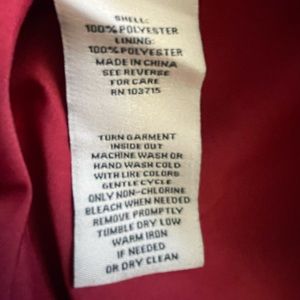 SHELL:
100% POLYESTER
LINING:
100% POLYESTER
MADE IN CHINA
SEE REVERSE
FOR CARE
RN 103715
TURN GARMENT
INSIDE OUT
MACHINE WASH OR
HAND WASH COLD
WITH LIKE COLORS
GENTLE CYCLE
ONLY NON-CHLORINE
BLEACH WHEN NEEDED
REMOVE PROMPTLY
TUMBLE DRY LOW
WARM IRON
IF NEEDED
OR DRY CLEAN